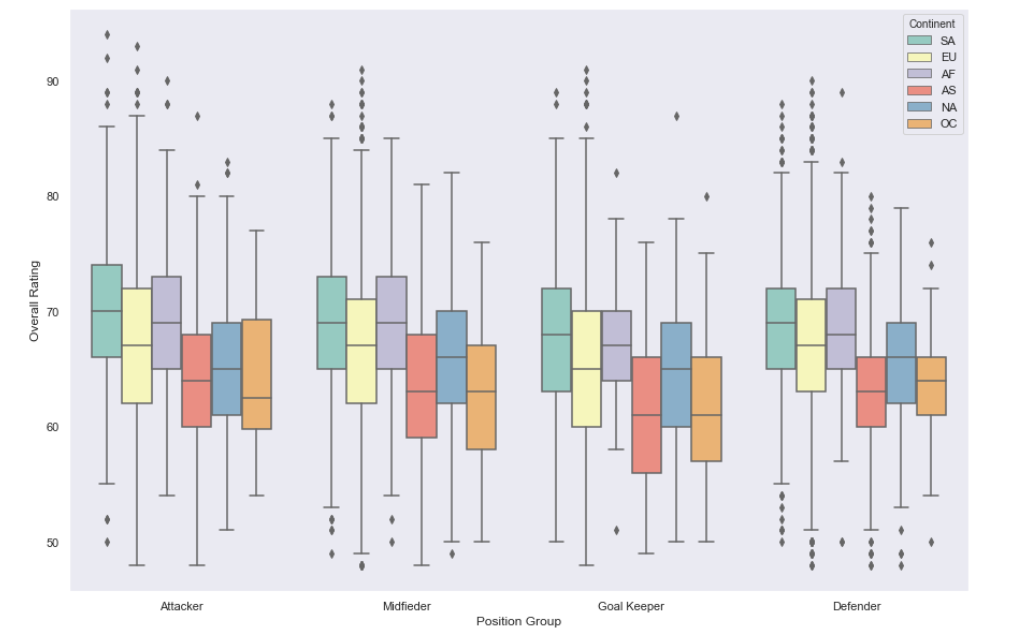 Continent
SA
EU
AF
AS
NA
OC
90
80
70
60
50
Overall Rating
Attacker
Midfieder
Goal Keeper
Defender
Position Group